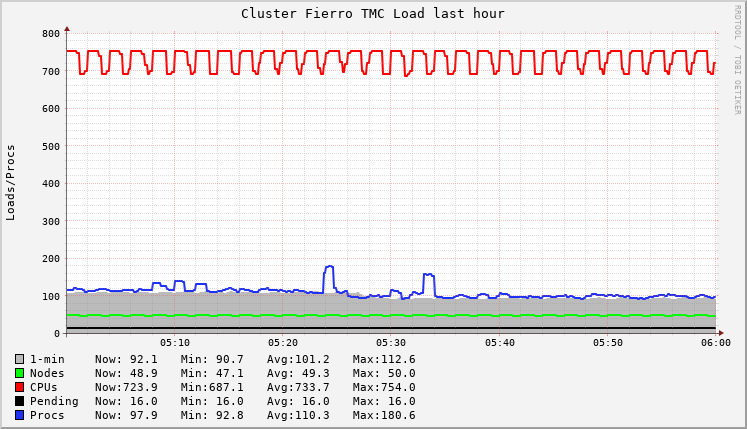 Cluster Fierro TMC Load last hour
RRDTOOL / TOBI OETIKER
Loads/Procs
800
700
600
500
400
300
200
100
0
05:10 05:20 05:30 05:40 05:50 06:00
1-min Now: 92.1 Min: 90.7 Avg:101.2 Max:112.6
Nodes Now: 48.9 Min: 47.1 Avg: 49.3 Max: 50.0
CPUs Now:723.9 Min:687.1 Avg:733.7 Max:754.0
Pending Now: 16.0 Min: 16.0 Avg: 16.0 Max: 16.0
Procs Now: 97.9 Min: 92.8 Avg:110.3 Max:180.6